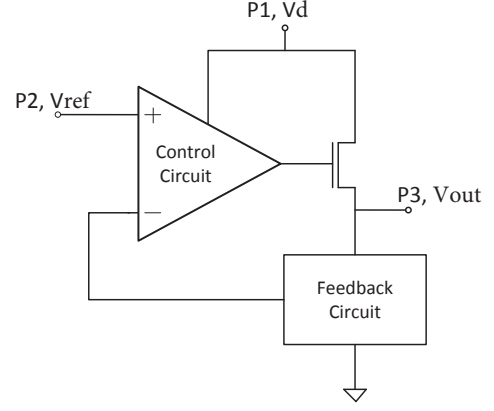 P1, Vd
P2, Vref
+
Control
Circuit
−
P3, Vout
Feedback
Circuit